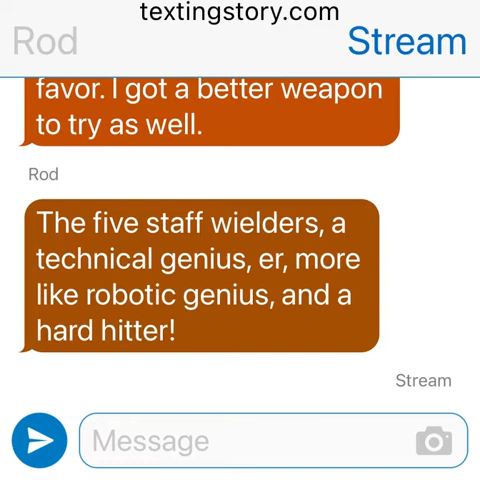 textingstory.com
Rod
Stream
favor. I got a better weapon
to try as well.
Rod
The five staff wielders, a
technical genius, er, more
like robotic genius, and a
hard hitter!
Stream
Message